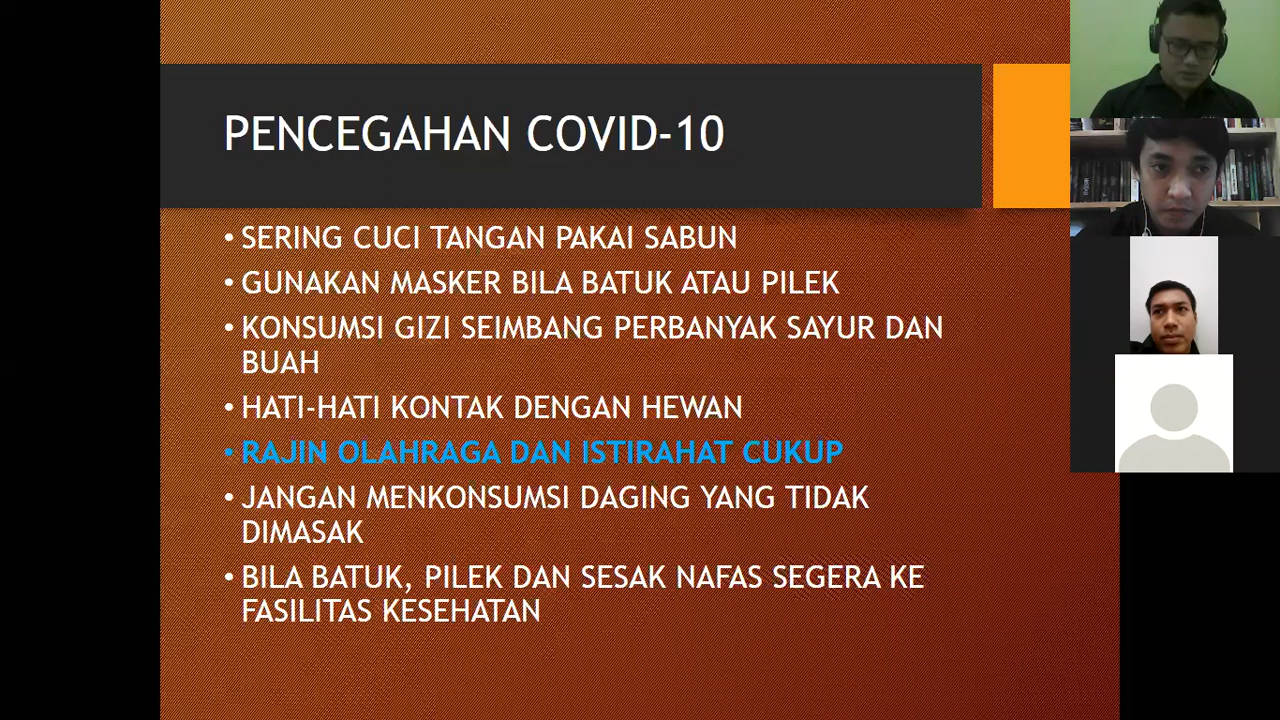 PENCEGAHAN COVID-10
• SERING CUCI TANGAN PAKAI SABUN
• GUNAKAN MASKER BILA BATUK ATAU PILEK
• KONSUMSI GIZI SEIMBANG PERBANYAK SAYUR DAN
BUAH
• HATI-HATI KONTAK DENGAN HEWAN
• RAJIN OLAHRAGA DAN ISTIRAHAT CUKUP
• JANGAN MENKONSUMSI DAGING YANG TIDAK
DIMASAK
• BILA BATUK, PILEK DAN SESAK NAFAS SEGERA KE
FASILITAS KESEHATAN